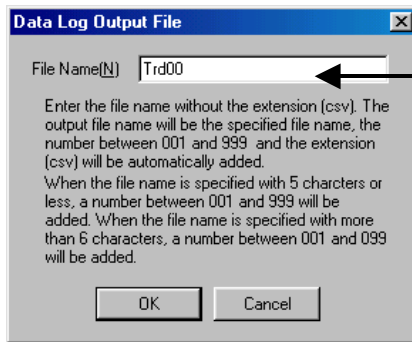 Data Log Output File
File Name(N) Trd00
Enter the file name without the extension (csv). The
output file name will be the specified file name, the
number between 001 and 999 and the extension
(csv) will be automatically added.
When the file name is specified with 5 charcters or
less, a number between 001 and 999 will be
added. When the file name is specified with more
than 6 characters, a number between 001 and 099
will be added.
OK Cancel